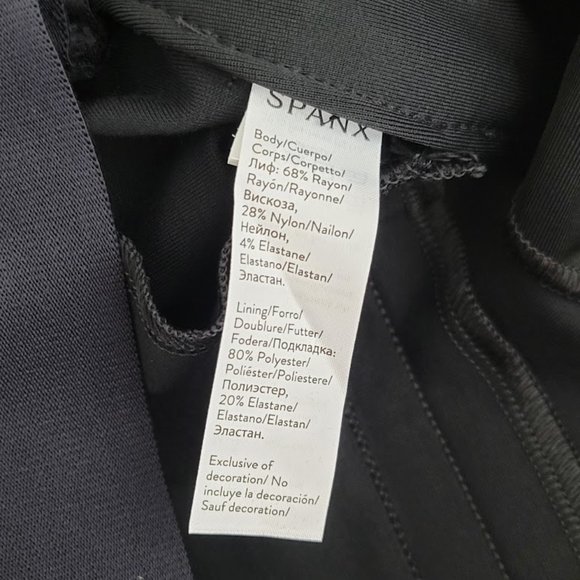 SPANX
Body/Cuerpo/
Corps/Corpetto/
Лиф: 68% Rayon/
Rayón/Rayonne/
Вискоза,
28% Nylon/Nailon/
Нейлон,
4% Elastane/
Elastano/Elastan/
Эластан.
Lining/Forro/
Doublure/Futter/
Fodera/Подкладка:
80% Polyester/
Poliéster/Poliestere/
Полиэстер,
20% Elastane/
Elastano/Elastan/
Эластан.
Exclusive of
decoration/ No
incluye la decoración/
Sauf decoration/